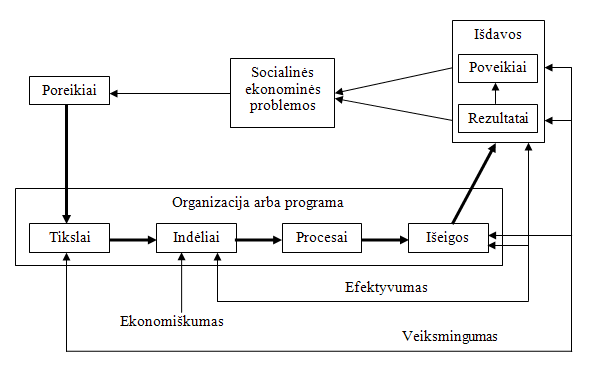 Išdavos
Poveikiai
Rezultatai
Socialinės
ekonominės
problemos
Poreikiai
Organizacija arba programa
Tikslai
Indėliai
Procesai
Išeigos
Efektyvumas
Ekonomiškumas
Veiksmingumas